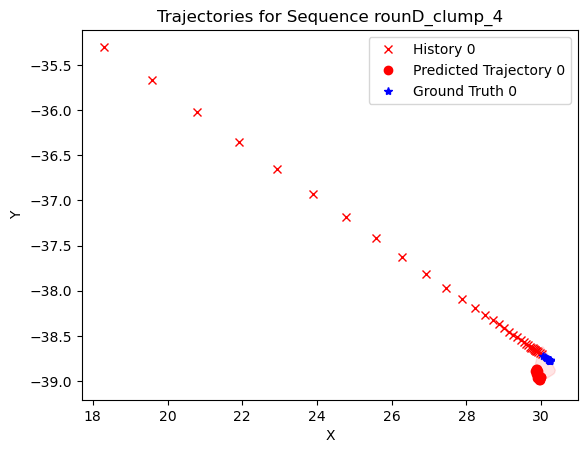 Trajectories for Sequence rounD_clump_4
History 0
Predicted Trajectory 0
Ground Truth 0
−35.5
−36.0
−36.5
−37.0
−37.5
−38.0
−38.5
−39.0
Y
18 20 22 24 26 28 30
X